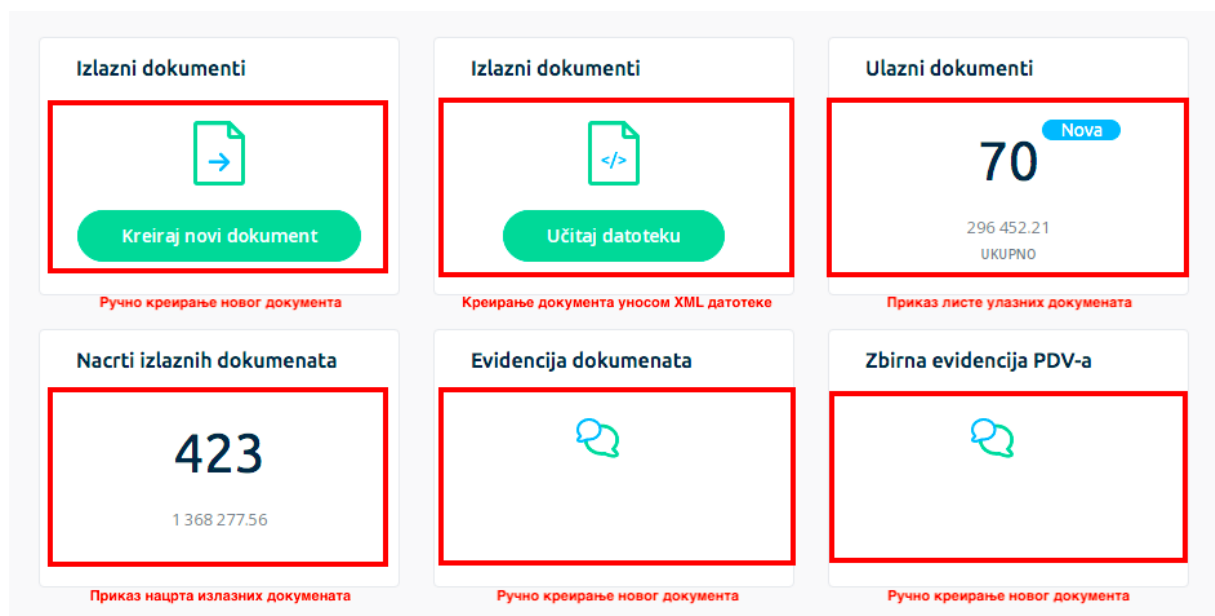 Izlazni dokumenti
Kreiraj novi dokument
Ручно креирање новог документа
Izlazni dokumenti
</>
Učitaj datoteku
Креирање документа уносом XML датотеке
Ulazni dokumenti
Nova
70
296 452.21
UKUPNO
Приказ листе улазних докумената
Nacrti izlaznih dokumenata
423
1 368 277.56
Приказ нацрта излазних докумената
Evidencija dokumenata
Ручно креирање новог документа
Zbirna evidencija PDV-a
Ручно креирање новог документа